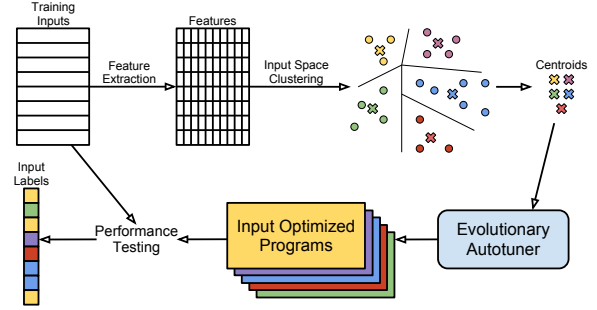 Training
Inputs
Features
Feature
Extraction
Input Space
Clustering
Centroids
Input
Labels
Performance
Testing
Input Optimized
Programs
Evolutionary
Autotuner